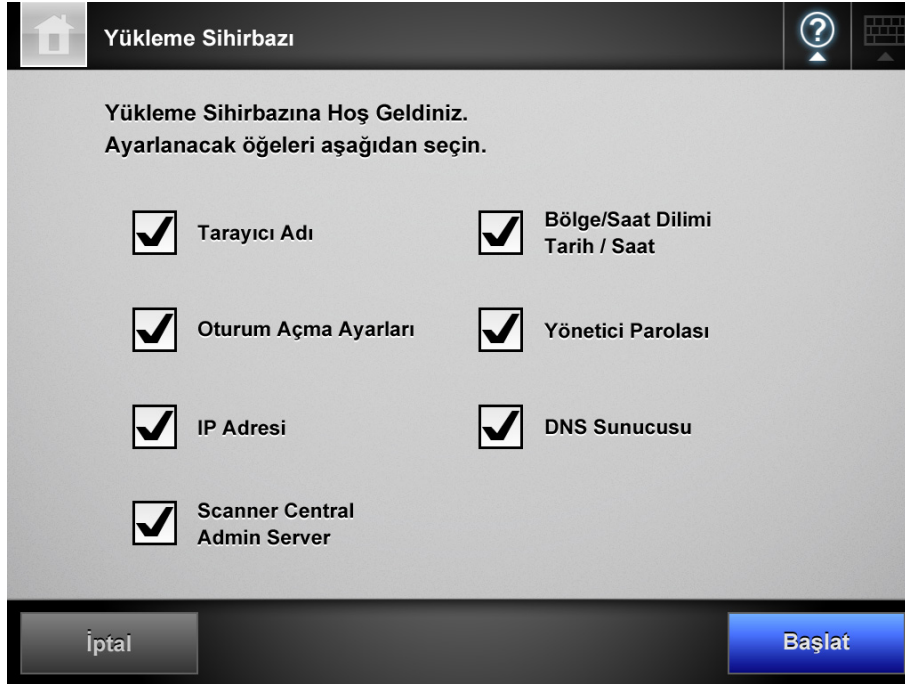 Yükleme Sihirbazı
Yükleme Sihirbazına Hoş Geldiniz.
Ayarlanacak öğeleri aşağıdan seçin.
Tarayıcı Adı
Bölge/Saat Dilimi
Tarih / Saat
Oturum Açma Ayarları
Yönetici Parolası
IP Adresi
DNS Sunucusu
Scanner Central
Admin Server
İptal
Başlat